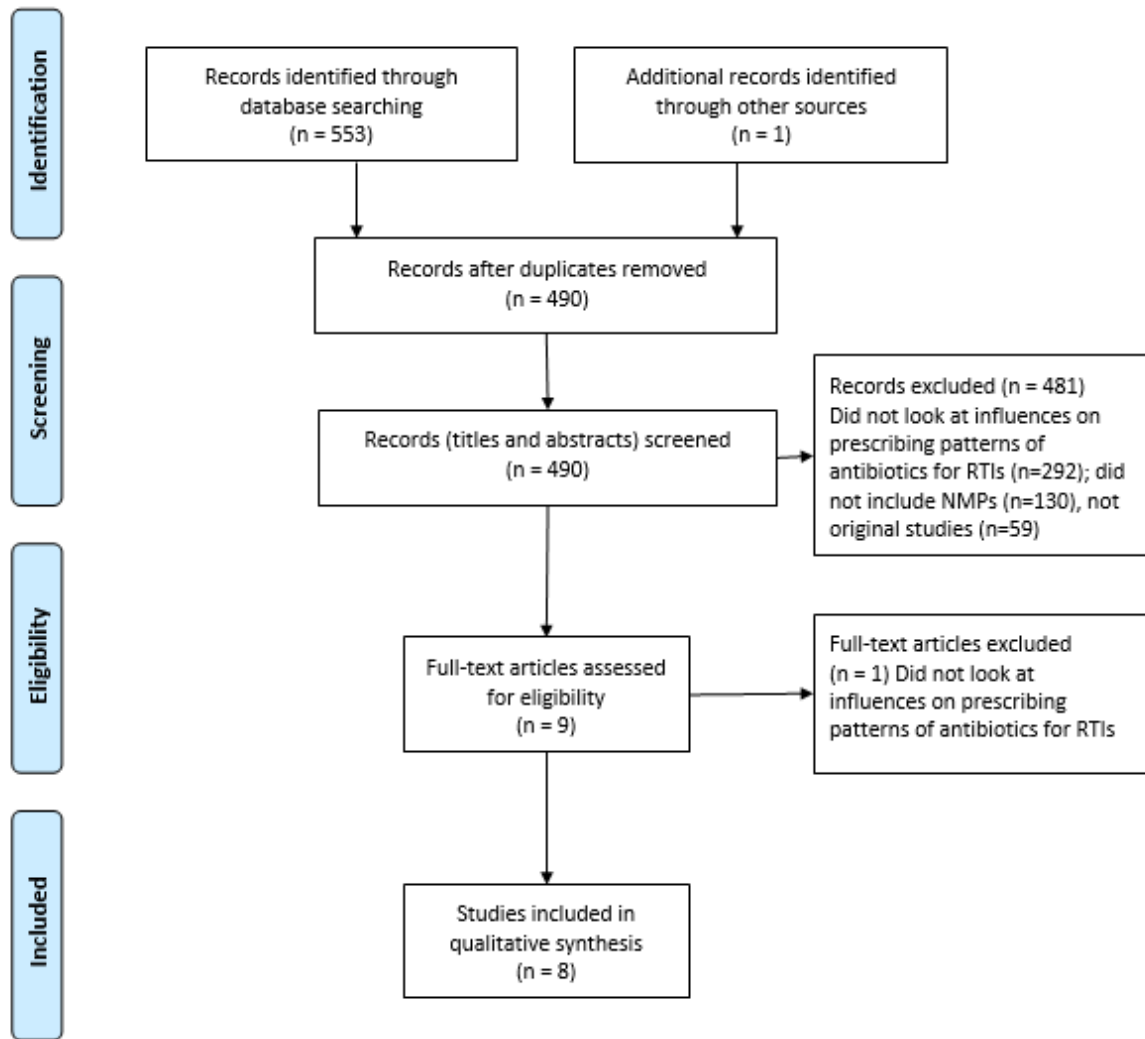 Identification
Records identified through
database searching
(n = 553)
Additional records identified
through other sources
(n = 1)
Records after duplicates removed
(n = 490)
Screening
Records (titles and abstracts) screened
(n = 490)
Records excluded (n = 481)
Did not look at influences on
prescribing patterns of
antibiotics for RTIs (n=292); did
not include NMPs (n=130), not
original studies (n=59)
Eligibility
Full-text articles assessed
for eligibility
(n = 9)
Full-text articles excluded
(n = 1) Did not look at
influences on prescribing
patterns of antibiotics for RTIs
Included
Studies included in
qualitative synthesis
(n = 8)